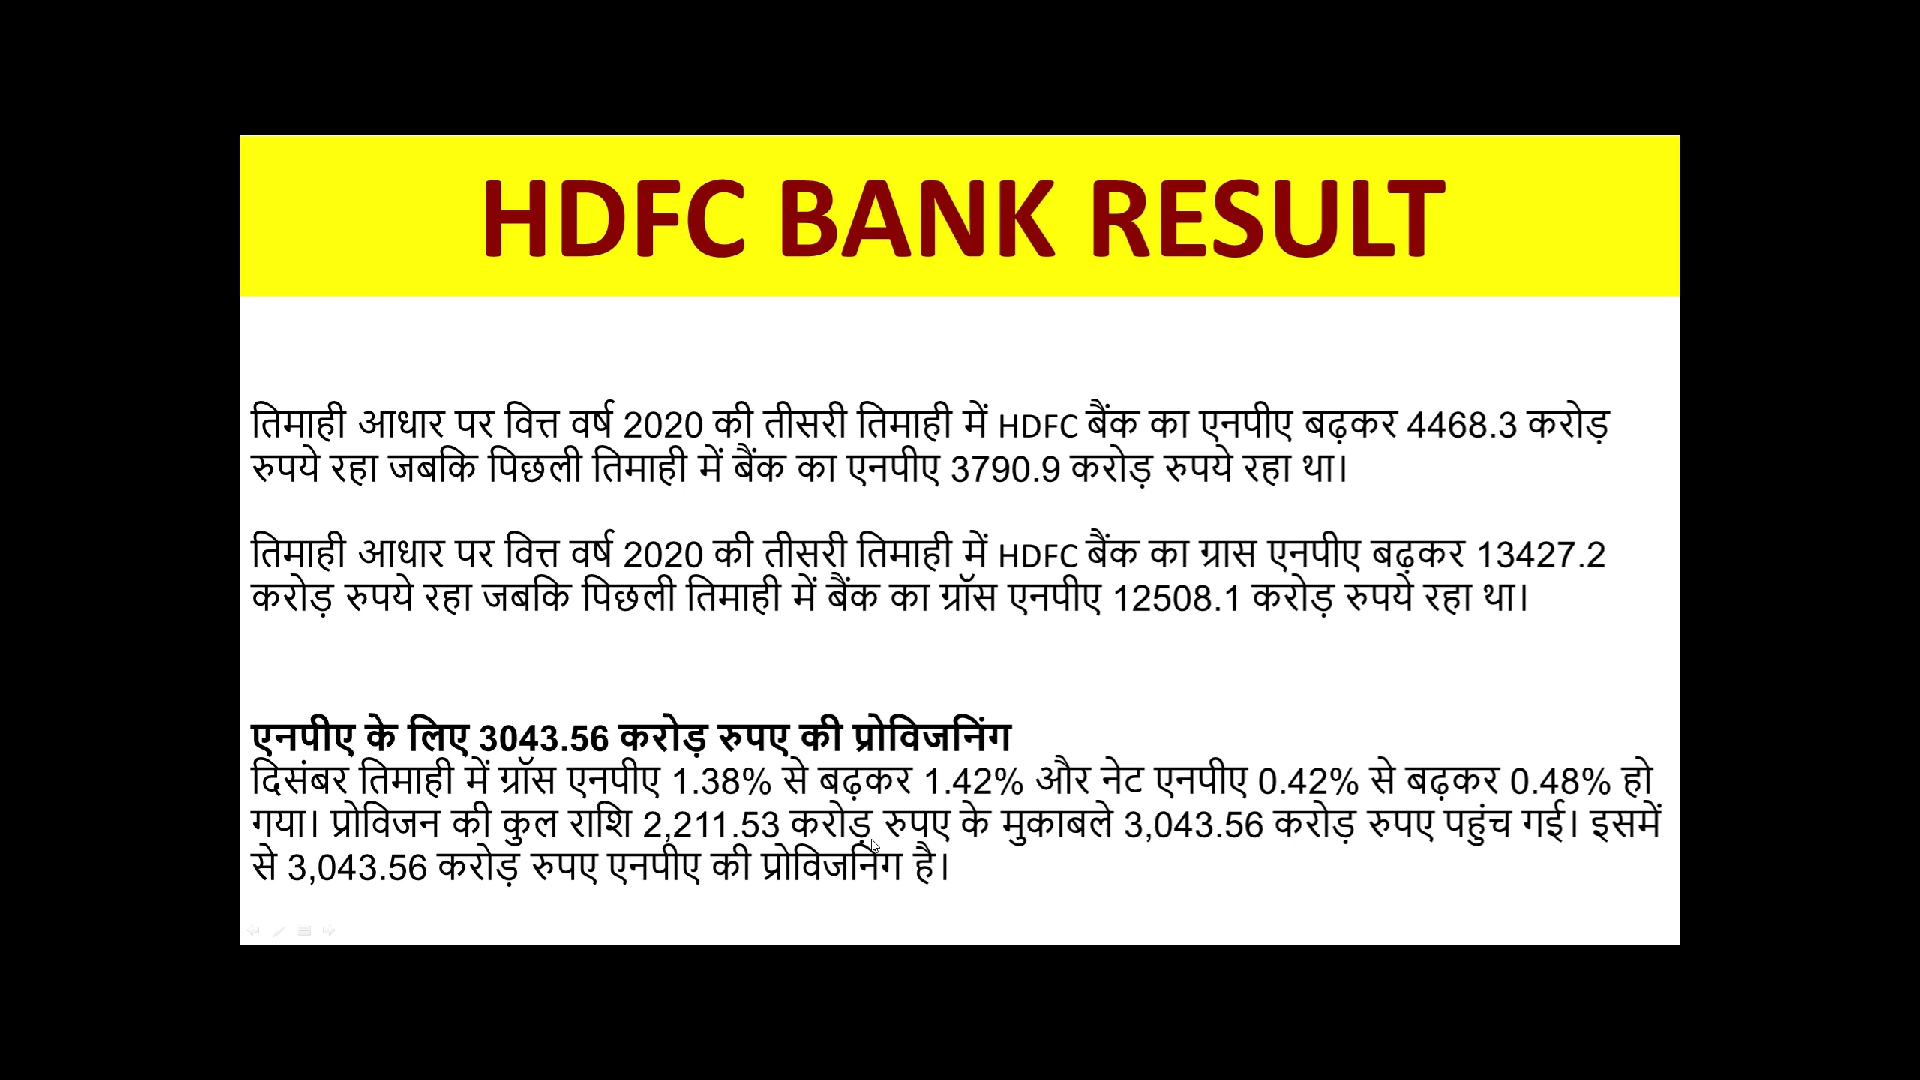 HDFC BANK RESULT
तिमाही आधार पर वित्त वर्ष 2020 की तीसरी तिमाही में HDFC बैंक का एनपीए बढ़कर 4468.3 करोड़
रुपये रहा जबकि पिछली तिमाही में बैंक का एनपीए 3790.9 करोड़ रुपये रहा था।
तिमाही आधार पर वित्त वर्ष 2020 की तीसरी तिमाही में HDFC बैंक का ग्रास एनपीए बढ़कर 13427.2
करोड़ रुपये रहा जबकि पिछली तिमाही में बैंक का ग्रॉस एनपीए 12508.1 करोड़ रुपये रहा था।
एनपीए के लिए 3043.56 करोड़ रुपए की प्रोविजनिंग
दिसंबर तिमाही में ग्रॉस एनपीए 1.38% से बढ़कर 1.42% और नेट एनपीए 0.42% से बढ़कर 0.48% हो
गया। प्रोविजन की कुल राशि 2,211.53 करोड़ रुपए के मुकाबले 3,043.56 करोड़ रुपए पहुंच गई। इसमें
से 3,043.56 करोड़ रुपए एनपीए की प्रोविजनिंग है।